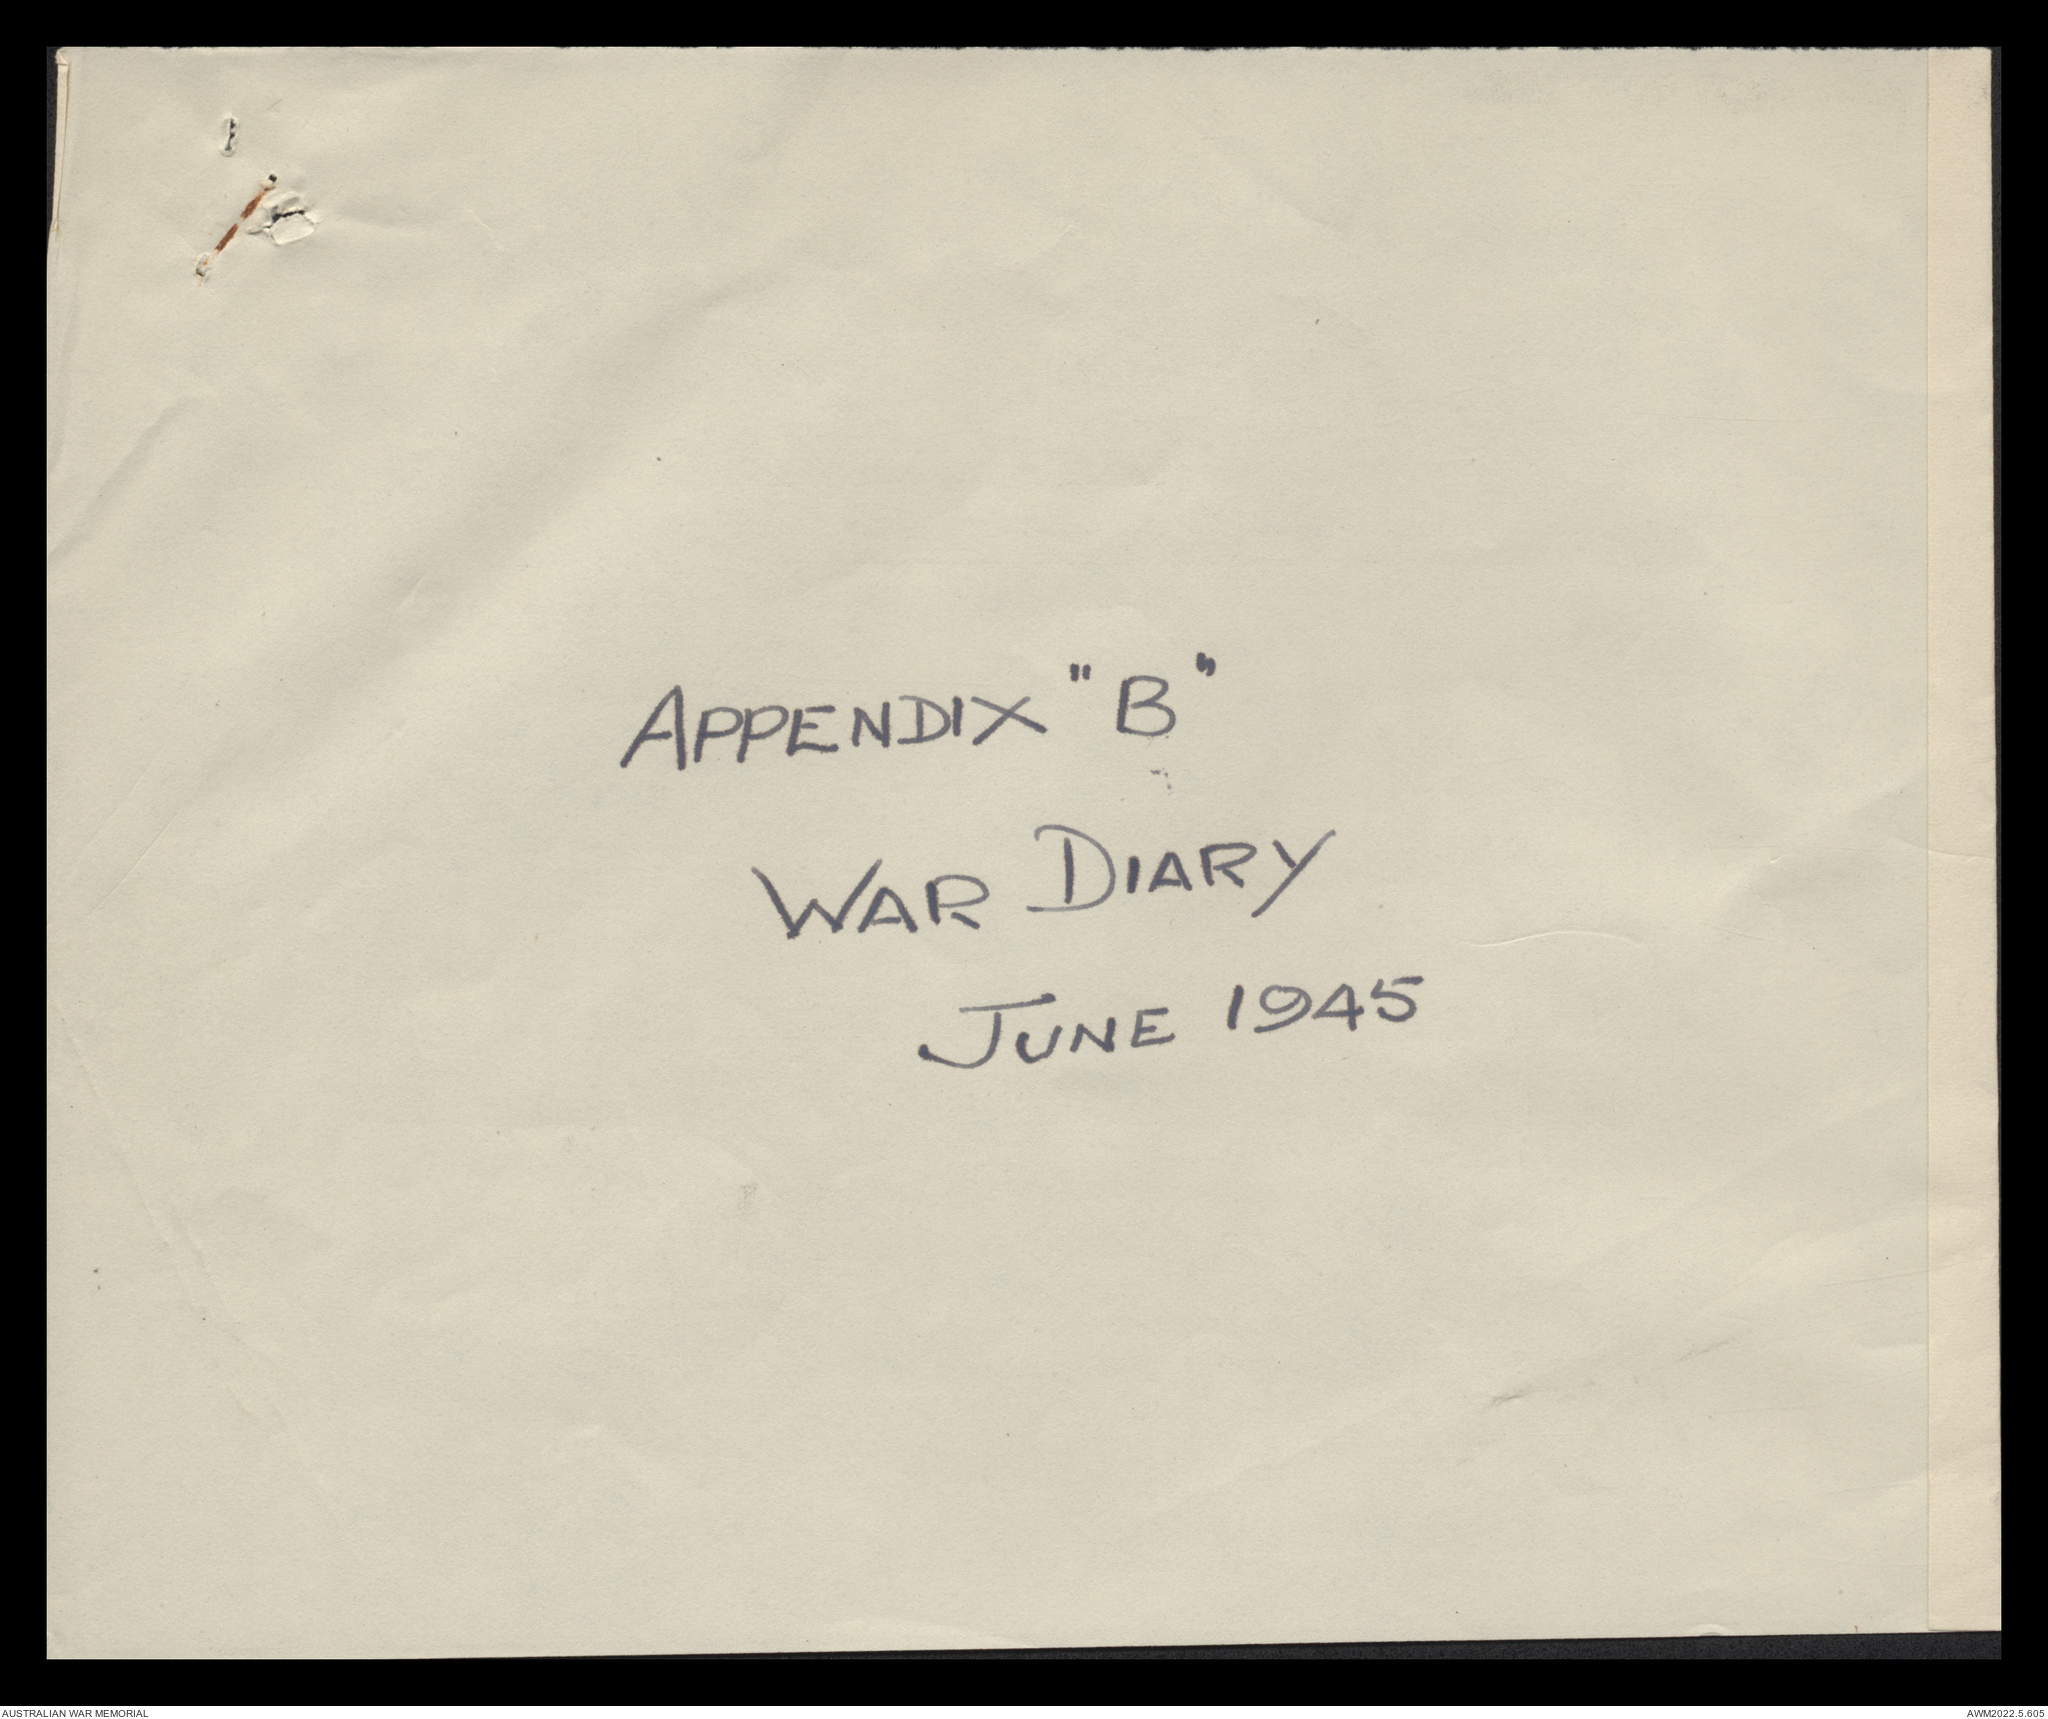 APPENDIX "B"
WAR DIARY
JUNE 1945
AUSTRALIAN WAR MEMORIAL
AWM2022.5.605